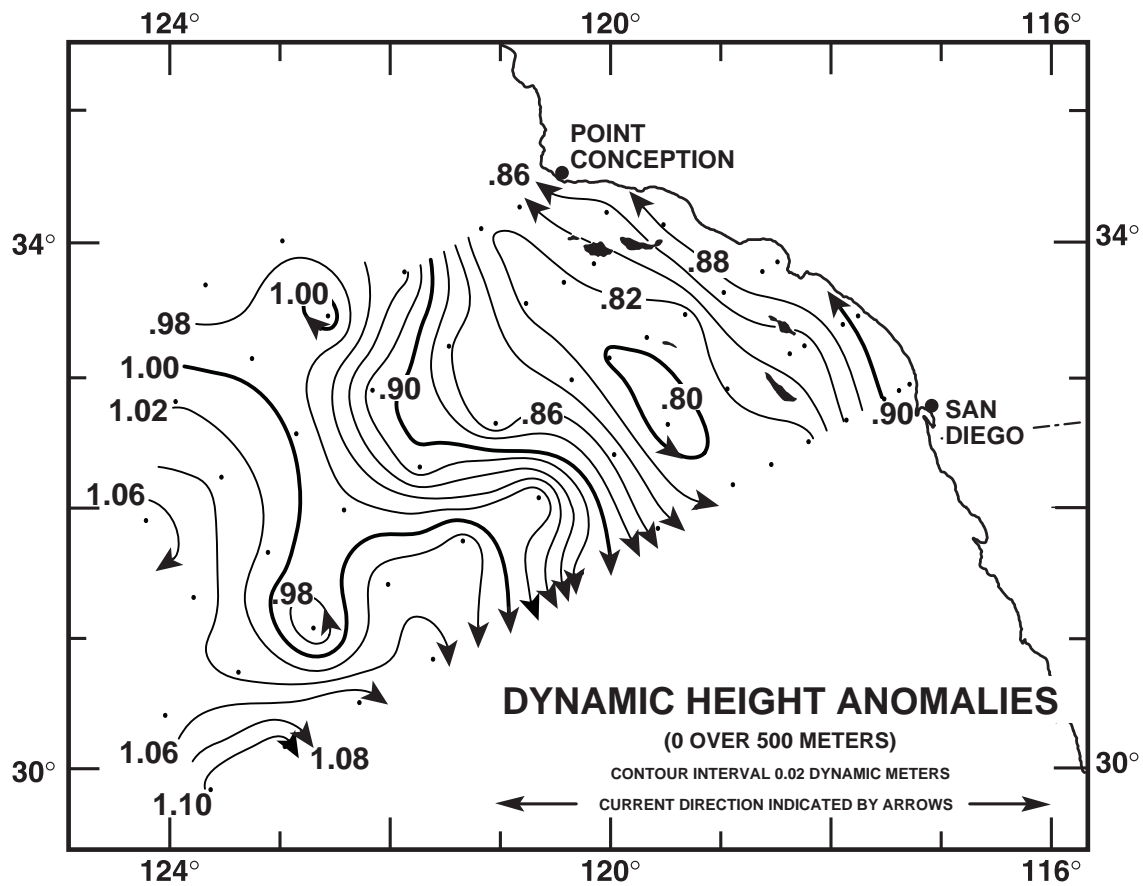 124° 120° 116°
POINT
CONCEPTION
.86
34° 34°
.88
1.00
.82
.98
1.00
.90
.80
1.02
.86
.90
SAN
DIEGO
1.06
.98
DYNAMIC HEIGHT ANOMALIES
(0 OVER 500 METERS)
1.06
1.08
30° 30°
CONTOUR INTERVAL 0.02 DYNAMIC METERS
1.10
CURRENT DIRECTION INDICATED BY ARROWS
124° 120° 116°